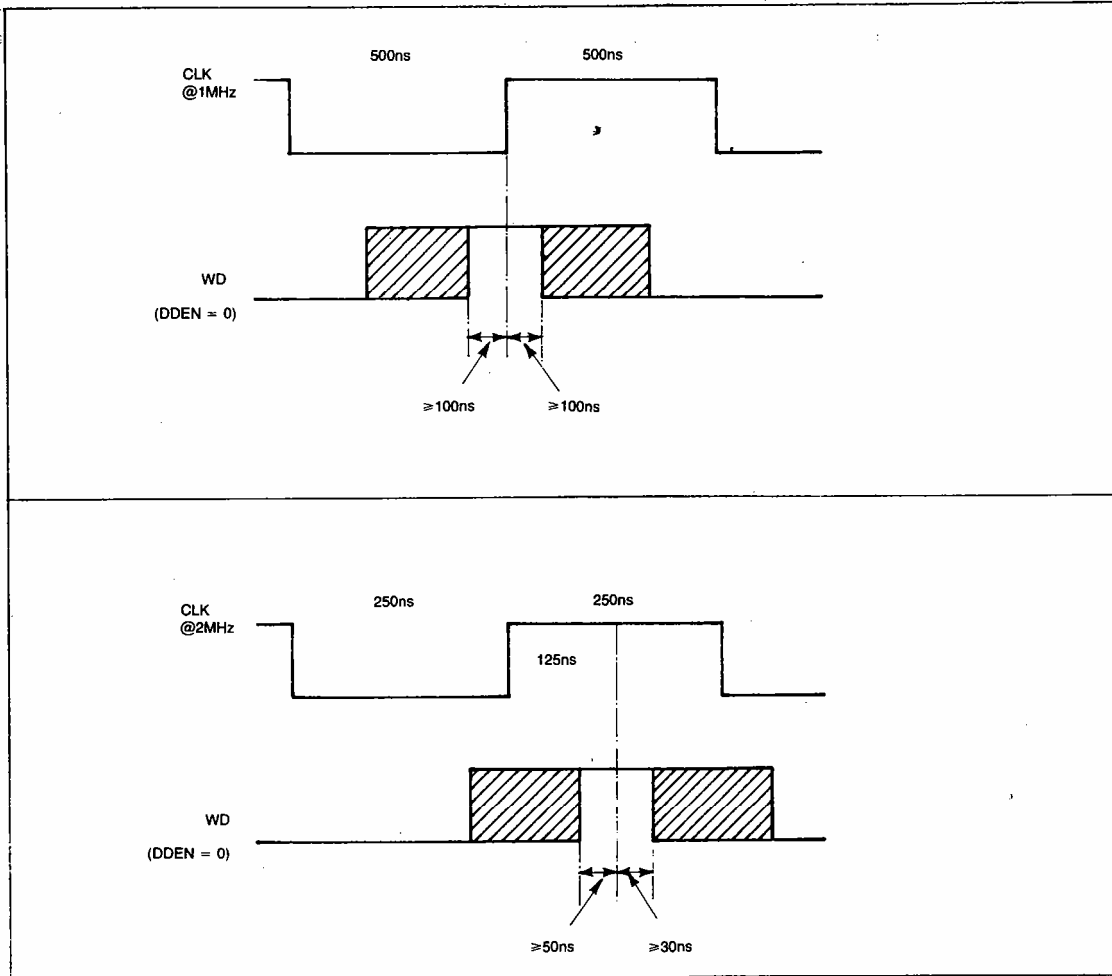 500ns 500ns
CLK
@1MHz
WD
(DDEN = 0)
≥100ns ≥100ns
250ns 250ns
CLK
@2MHz
125ns
WD
(DDEN = 0)
≥50ns ≥30ns